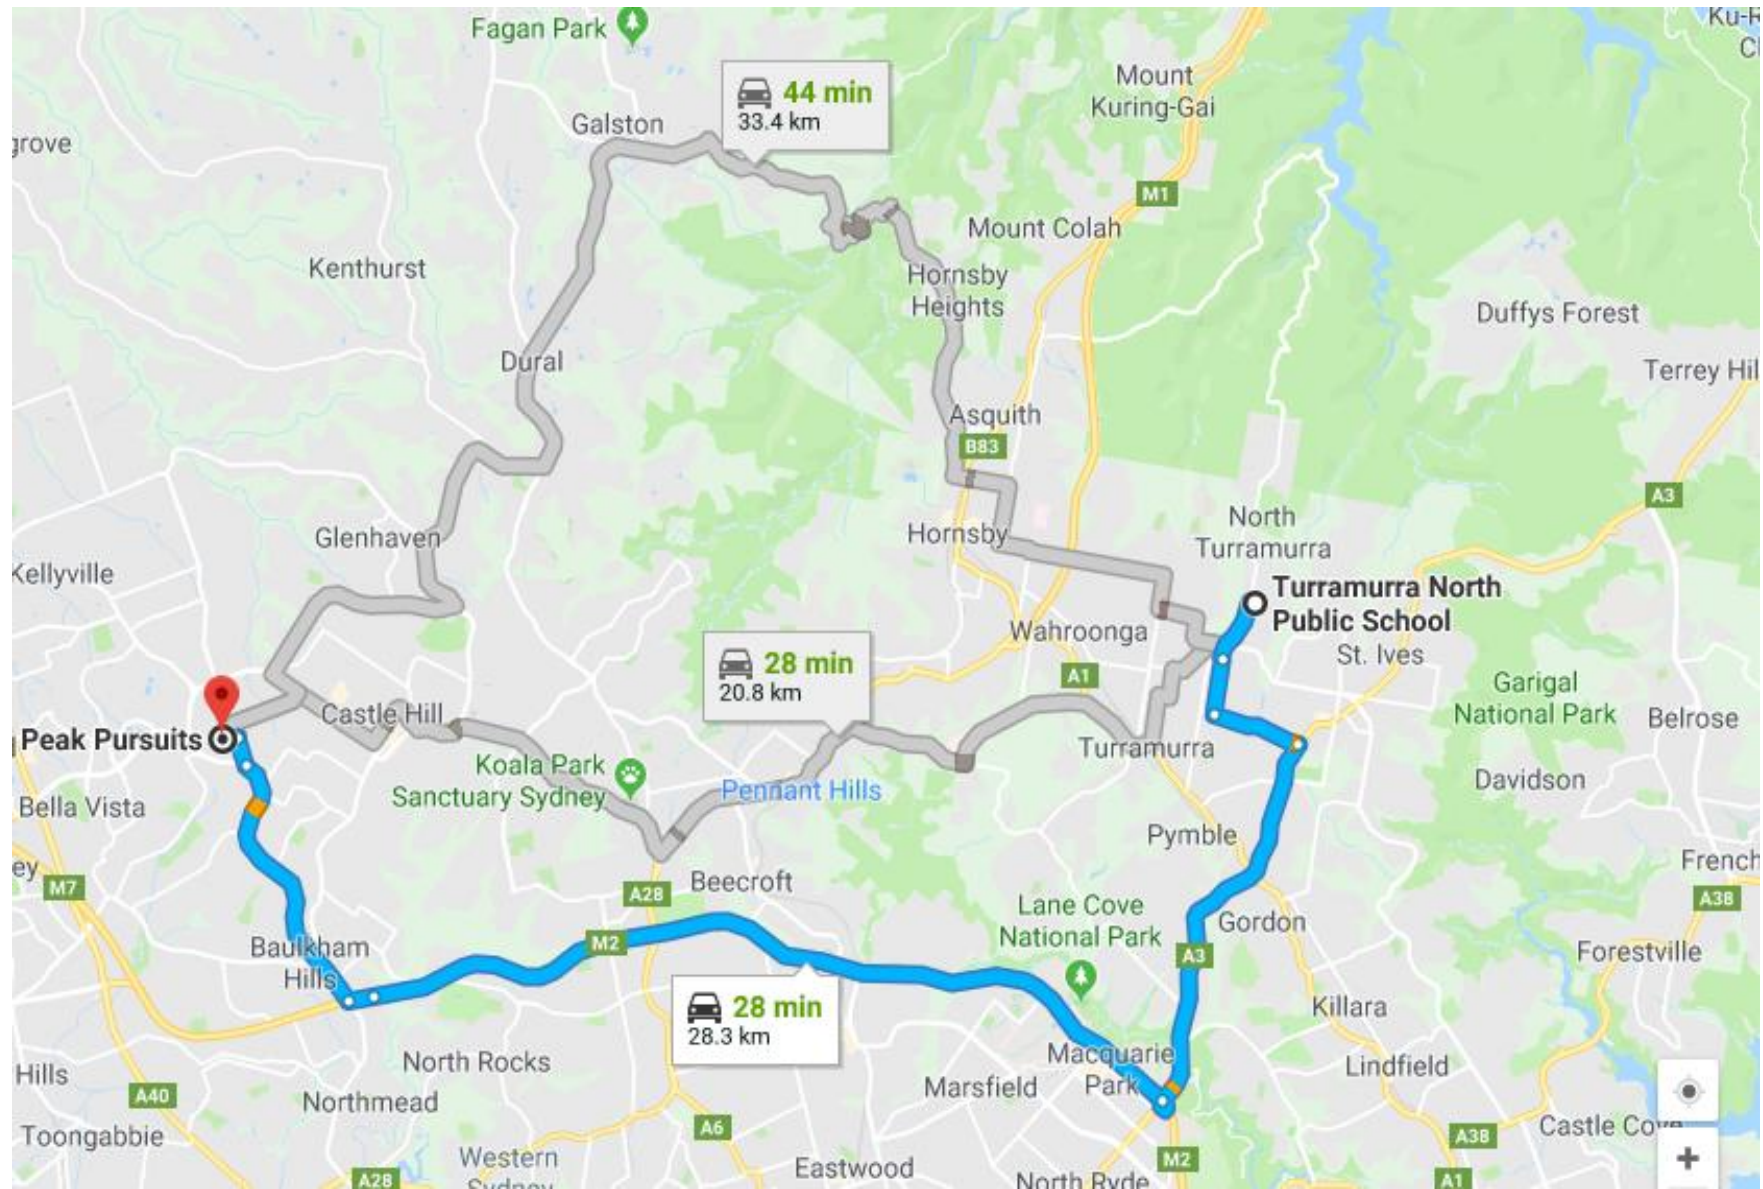 Fagan Park
Ku-R
Mount
Kuring-Gai
44 min
33.4 km
Galston
grove
M1
Mount Colah
Kenthurst
Hornsby
Heights
Duffys Forest
Dural
Terrey Hil
Asquith
B83
A3
North
Turramurra
Hornsby
Glenhaven
Kellyville
Turramurra North
Public School
Wahroonga
St. Ives
28 min
20.8 km
A1
Garigal
National Park
Belrose
Castle Hill
Peak Pursuits
Turramurra
Koala Park
Sanctuary Sydney
Pennant Hills
Davidson
Bella Vista
Pymble
French
ey
M7
A28
Beecroft
A38
Lane Cove
National Park
Gordon
Baulkham
Hills
M2
A3
Forestville
28 min
28.3 km
Killara
North Rocks
Macquarie
Park
Lindfield
Hills
Marsfield
A40
Northmead
Toongabbie
A6
A38
Castle Cove
Western
Sydney
Eastwood
M2
A28
North Ryde
A1